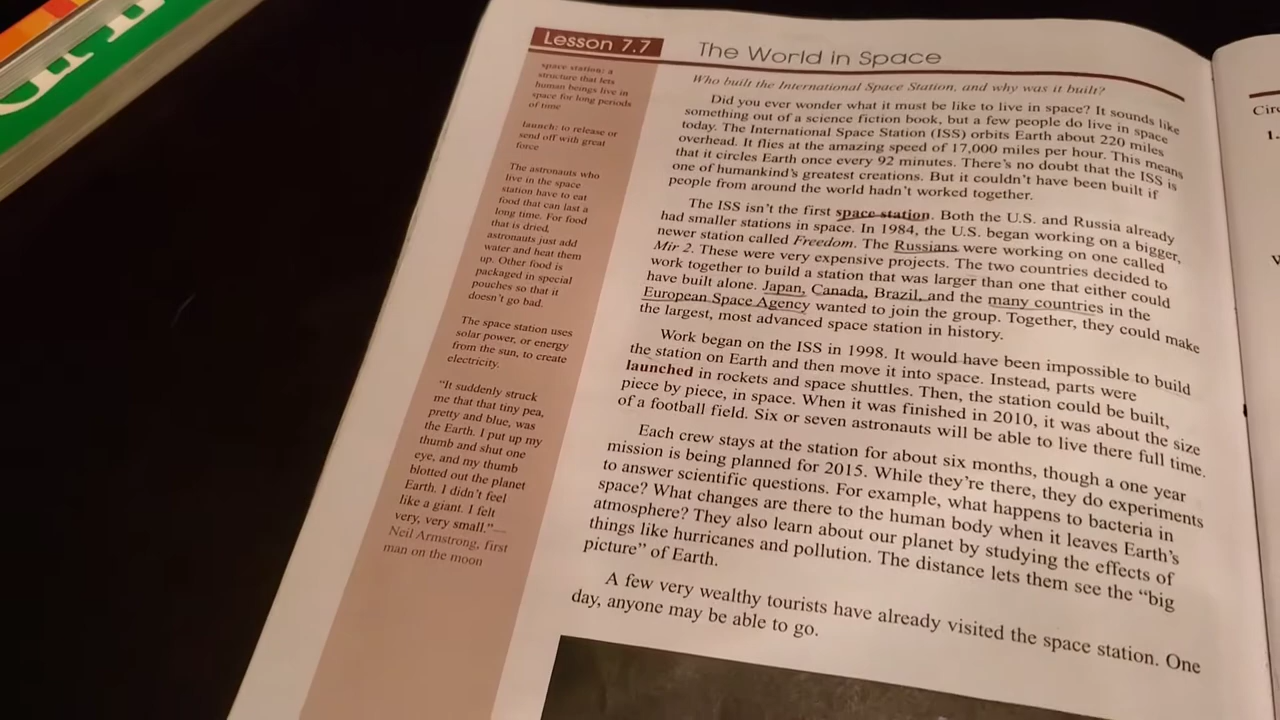 Lesson 7.7
The World in Space
space station: a
structure that lets
human beings live in
space for long periods
of time
launch: to release or
send off with great
force
The astronauts who
live in the space
station have to eat
food that can last a
long time. For food
that is dried,
astronauts just add
water and heat them
up. Other food is
packaged in special
pouches so that it
doesn't go bad.
The space station uses
solar power, or energy
from the sun, to create
electricity.
"It suddenly struck
me that that tiny pea,
pretty and blue, was
the Earth. I put up my
thumb and shut one
eye, and my thumb
blotted out the planet
Earth. I didn't feel
like a giant. I felt
very, very small."—
Neil Armstrong, first
man on the moon
Who built the International Space Station, and why was it built?
Did you ever wonder what it must be like to live in space? It sounds like
something out of a science fiction book, but a few people do live in space
today. The International Space Station (ISS) orbits Earth about 220 miles
overhead. It flies at the amazing speed of 17,000 miles per hour. This means
that it circles Earth once every 92 minutes. There's no doubt that the ISS is
one of humankind's greatest creations. But it couldn't have been built if
people from around the world hadn't worked together.
The ISS isn't the first space station. Both the U.S. and Russia already
had smaller stations in space. In 1984, the U.S. began working on a bigger,
newer station called Freedom. The Russians were working on one called
Mir 2. These were very expensive projects. The two countries decided to
work together to build a station that was larger than one that either could
have built alone. Japan, Canada, Brazil, and the many countries in the
European Space Agency wanted to join the group. Together, they could make
the largest, most advanced space station in history.
Work began on the ISS in 1998. It would have been impossible to build
the station on Earth and then move it into space. Instead, parts were
launched in rockets and space shuttles. Then, the station could be built,
piece by piece, in space. When it was finished in 2010, it was about the size
of a football field. Six or seven astronauts will be able to live there full time.
Each crew stays at the station for about six months, though a one year
mission is being planned for 2015. While they're there, they do experiments
to answer scientific questions. For example, what happens to bacteria in
space? What changes are there to the human body when it leaves Earth's
atmosphere? They also learn about our planet by studying the effects of
things like hurricanes and pollution. The distance lets them see the "big
picture" of Earth.
A few very wealthy tourists have already visited the space station. One
day, anyone may be able to go.
1.